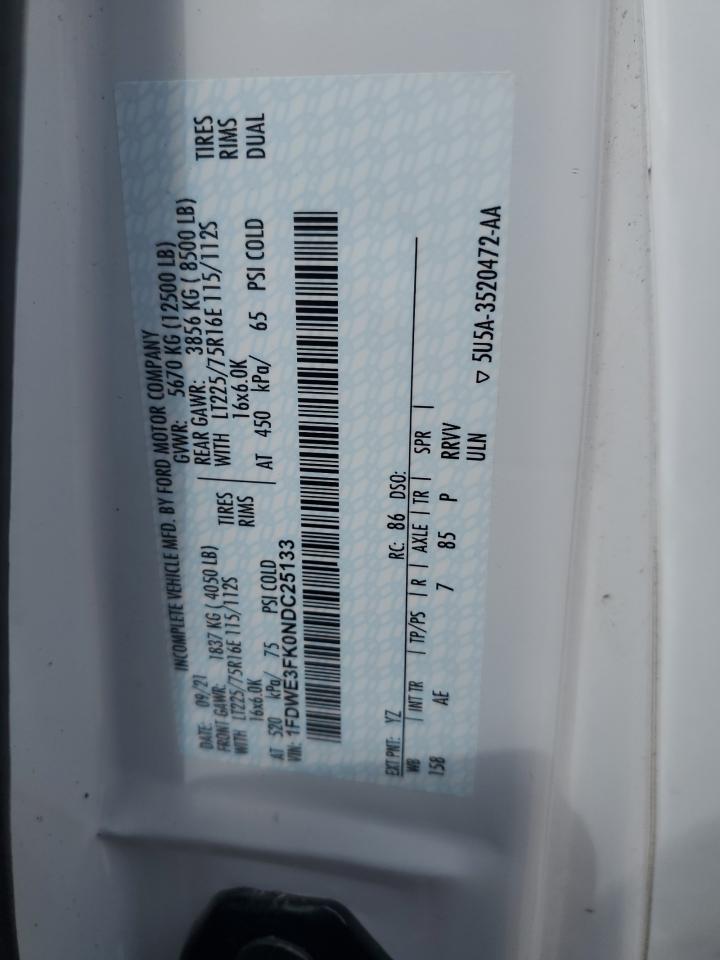 INCOMPLETE VEHICLE MFD. BY FORD MOTOR COMPANY
DATE: 09/21 GVWR: 5670 KG (12500 LB)
FRONT GAWR: 1837 KG ( 4050 LB) REAR GAWR: 3856 KG ( 8500 LB)
WITH LT225/75R16E 115/112S TIRES WITH LT225/75R16E 115/112S TIRES
16x6.0K RIMS 16x6.0K RIMS
AT 520 kPa/ 75 PSI COLD AT 450 kPa/ 65 PSI COLD DUAL
VIN: 1FDWE3FK0NDC25133
EXT PNT: YZ RC: 86 DSO:
WB INT TR TP/PS R AXLE TR SPR
158 AE 7 85 P RRVV
ULN
▽ 5U5A-3520472-AA